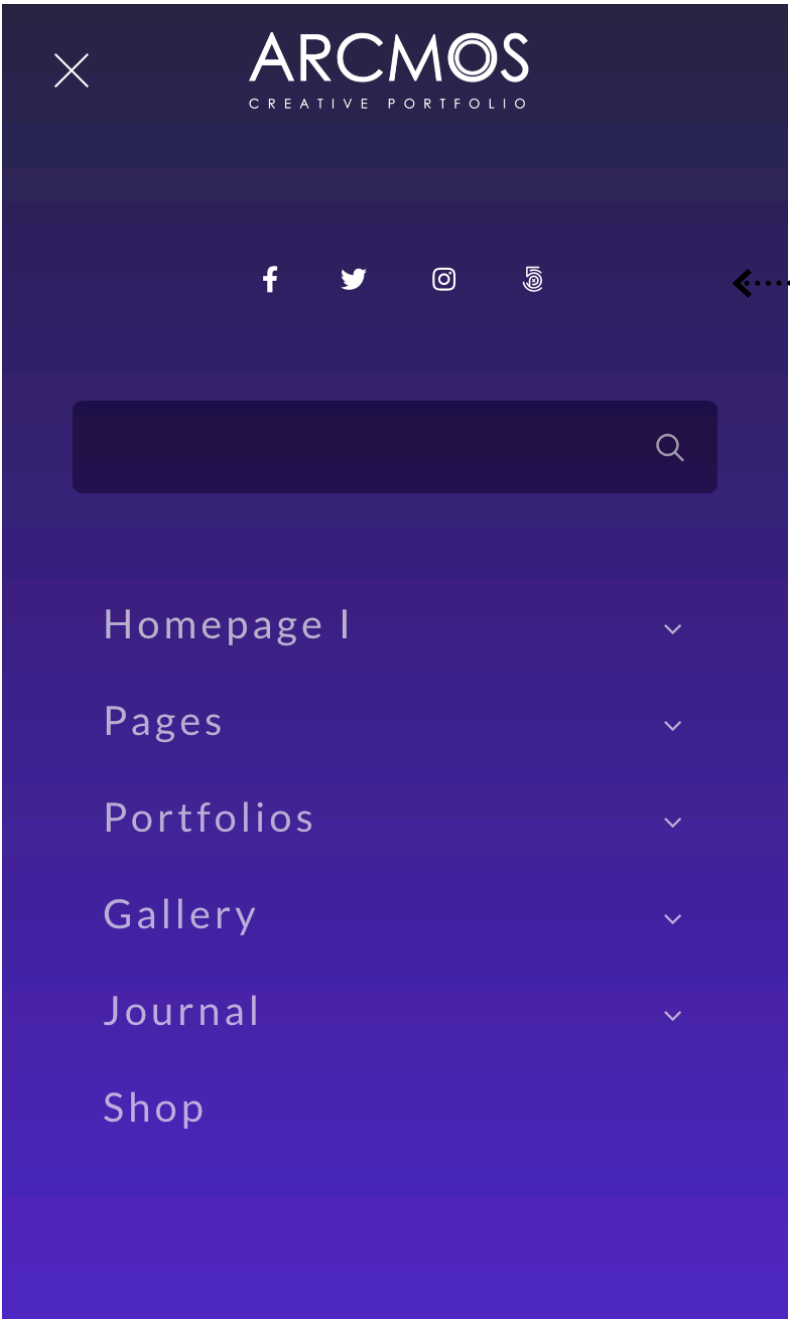 ARCMOS
CREATIVE PORTFOLIO
Homepage I
Pages
Portfolios
Gallery
Journal
Shop